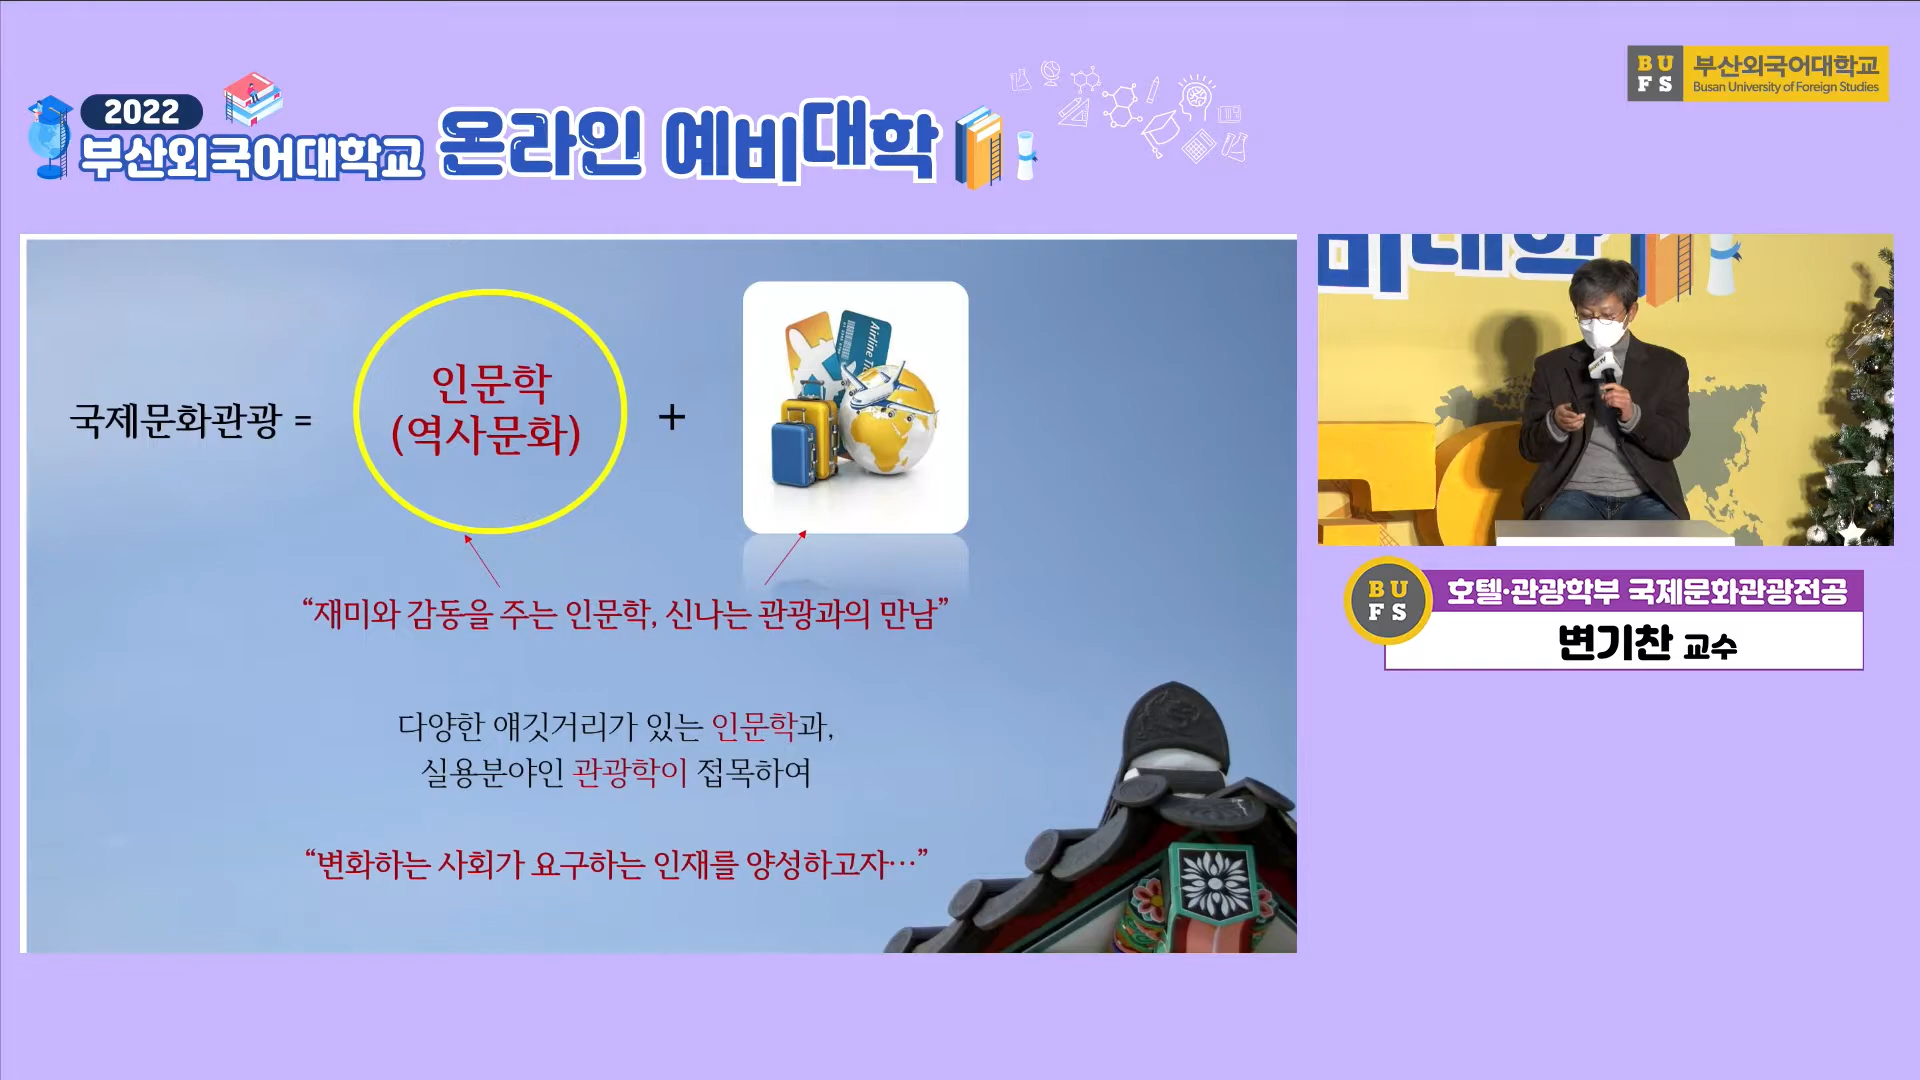 2022
부산외국어대학교 온라인 예비대학
BU
FS
부산외국어대학교
Busan University of Foreign Studies
국제문화관광 =
인문학
(역사문화)
+
Airline
“재미와 감동을 주는 인문학, 신나는 관광과의 만남”
다양한 얘깃거리가 있는 인문학과,
실용분야인 관광학이 접목하여
“변화하는 사회가 요구하는 인재를 양성하고자…”
비대학
BU
FS
호텔·관광학부 국제문화관광전공
변기찬 교수